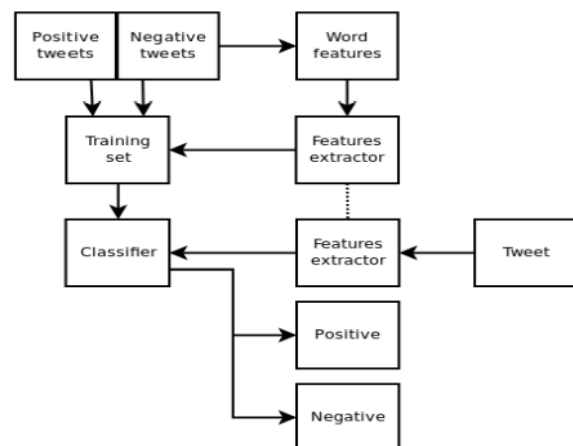 Positive
tweets
Negative
tweets
Word
features
Training
set
Features
extractor
Classifier
Features
extractor
Tweet
Positive
Negative